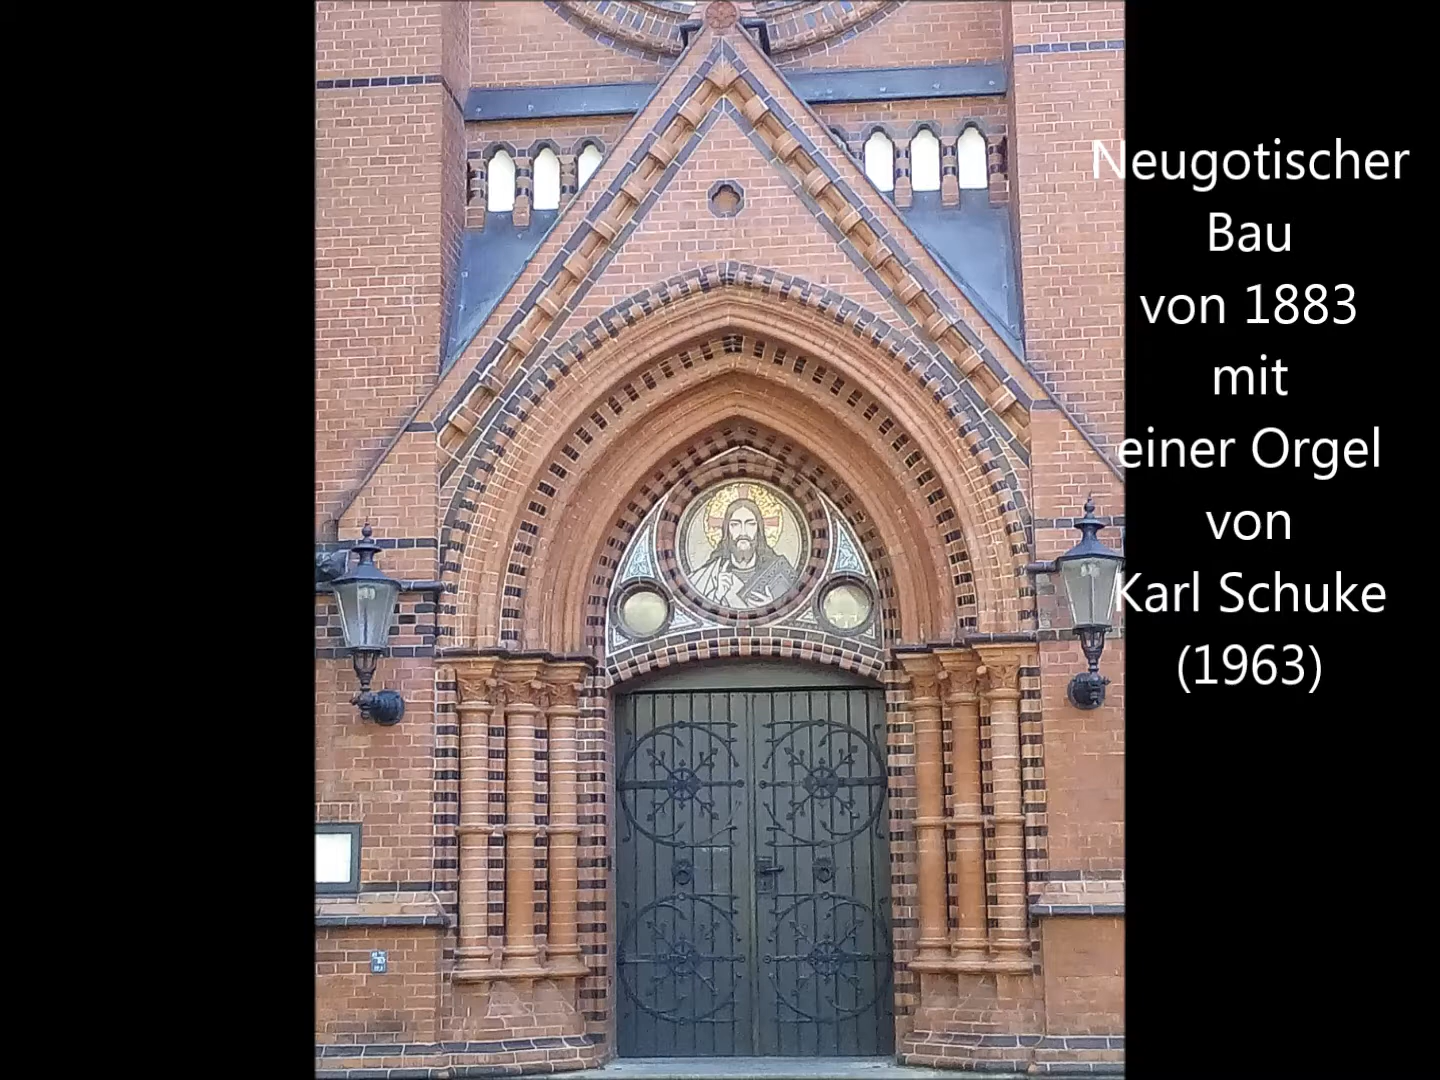 Neugotischer
Bau
von 1883
mit
einer Orgel
von
Karl Schuke
(1963)